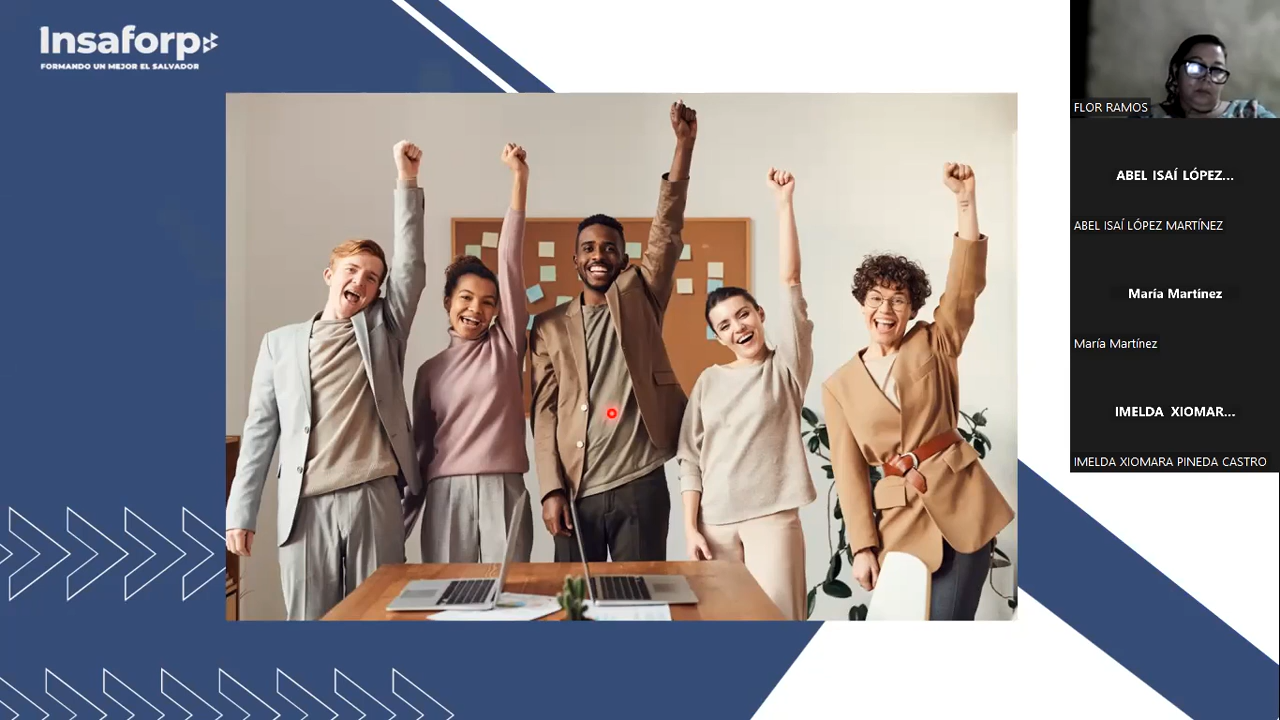 Insaforp
FORMANDO UN MEJOR EL SALVADOR
FLOR RAMOS
ABEL ISAÍ LÓPEZ...
ABEL ISAÍ LÓPEZ MARTÍNEZ
María Martínez
María Martínez
IMELDA XIOMAR...
IMELDA XIOMARA PINEDA CASTRO